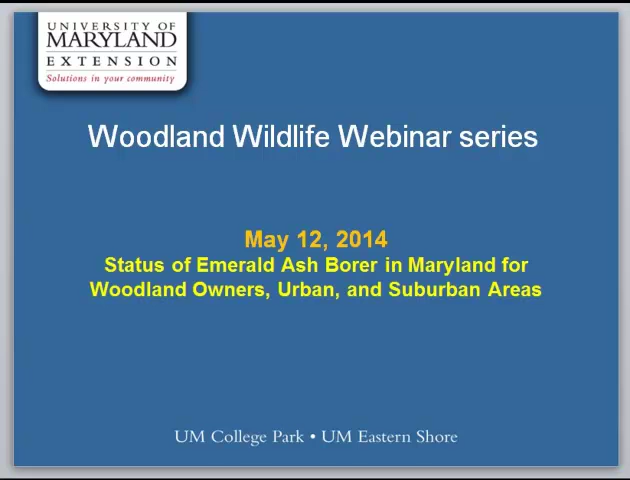 UNIVERSITY OF
MARYLAND
EXTENSION
Solutions in your community
Woodland Wildlife Webinar series
May 12, 2014
Status of Emerald Ash Borer in Maryland for
Woodland Owners, Urban, and Suburban Areas
UM College Park • UM Eastern Shore